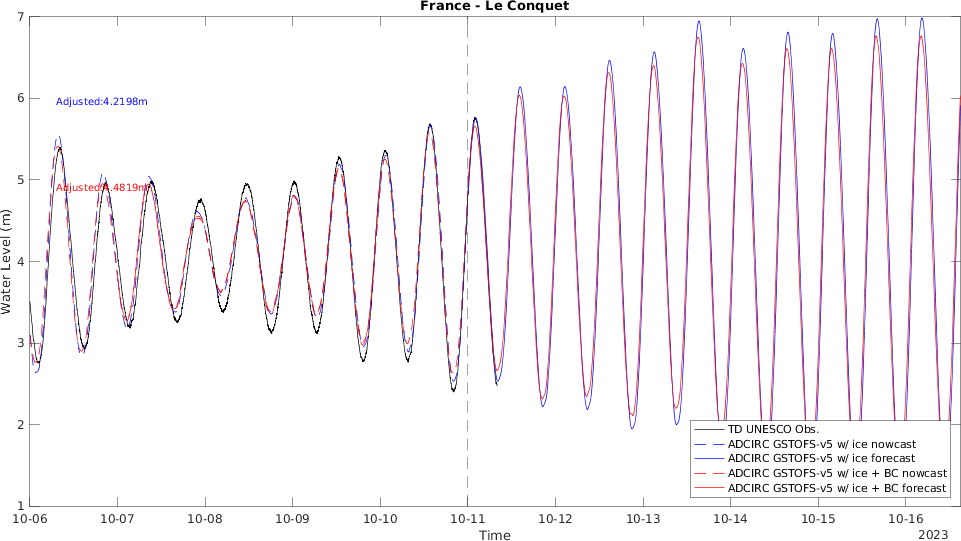 France - Le Conquet
7
6
5
4
3
2
1
Water Level (m)
Adjusted:4.2198m
Adjusted:4.4819m
TD UNESCO Obs.
ADCIRC GSTOFS-v5 w/ ice nowcast
ADCIRC GSTOFS-v5 w/ ice forecast
ADCIRC GSTOFS-v5 w/ ice + BC nowcast
ADCIRC GSTOFS-v5 w/ ice + BC forecast
10-06 10-07 10-08 10-09 10-10 10-11 10-12 10-13 10-14 10-15 10-16
Time
2023